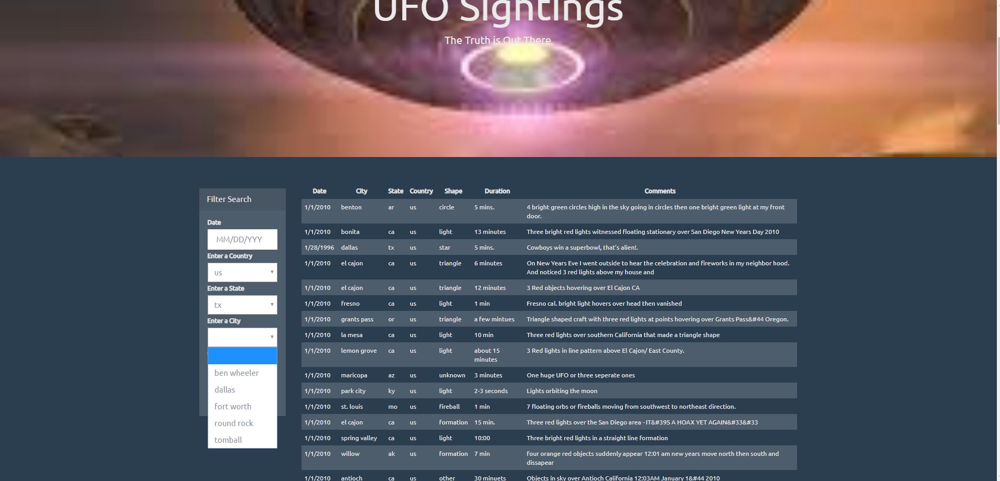 UFO Sightings
The Truth is Out There
Filter Search
Date
MM/DD/YYY
Enter a Country
us
Enter a State
tx
Enter a City
ben wheeler
dallas
fort worth
round rock
tomball
Date City State Country Shape Duration Comments
1/1/2010 benton ar us circle 5 mins. 4 bright green circles high in the sky going in circles then one bright green light at my front
door.
1/1/2010 bonita ca us light 13 minutes Three bright red lights witnessed floating stationary over San Diego New Years Day 2010
1/28/1996 dallas tx us star 5 mins. Cowboys win a superbowl, that's alien!.
1/1/2010 el cajon ca us triangle 6 minutes On New Years Eve I went outside to hear the celebration and fireworks in my neighbor hood.
And noticed 3 red lights above my house and
1/1/2010 el cajon ca us triangle 12 minutes 3 Red objects hovering over El Cajon CA
1/1/2010 fresno ca us light 1 min Fresno cal. bright light hovers over head then vanished
1/1/2010 grants pass or us triangle a few mintues Triangle shaped craft with three red lights at points hovering over Grants Pass&#44 Oregon.
1/1/2010 la mesa ca us light 10 min Three red lights over southern California that made a triangle shape
1/1/2010 lemon grove ca us light about 15 3 Red lights in line pattern above El Cajon/ East County.
minutes
1/1/2010 maricopa az us unknown 3 minutes One huge UFO or three seperate ones
1/1/2010 park city ky us light 2-3 seconds Lights orbiting the moon
1/1/2010 st. louis mo us fireball 1 min 7 floating orbs or fireballs moving from southwest to northeast direction.
1/1/2010 el cajon ca us formation 15 min. Three red lights over the San Diego area - IT&#39S A HOAX YET AGAIN&#33&#33
1/1/2010 spring valley ca us light 10:00 Three bright red lights in a straight line formation
1/1/2010 willow ak us formation 7 min four orange red objects suddenly appear 12:01 am new years move north then south and
dissapear
1/1/2010 antioch ca us other 30 minuets Objects in sky over Antioch California 12:03AM January 1&#44 2010